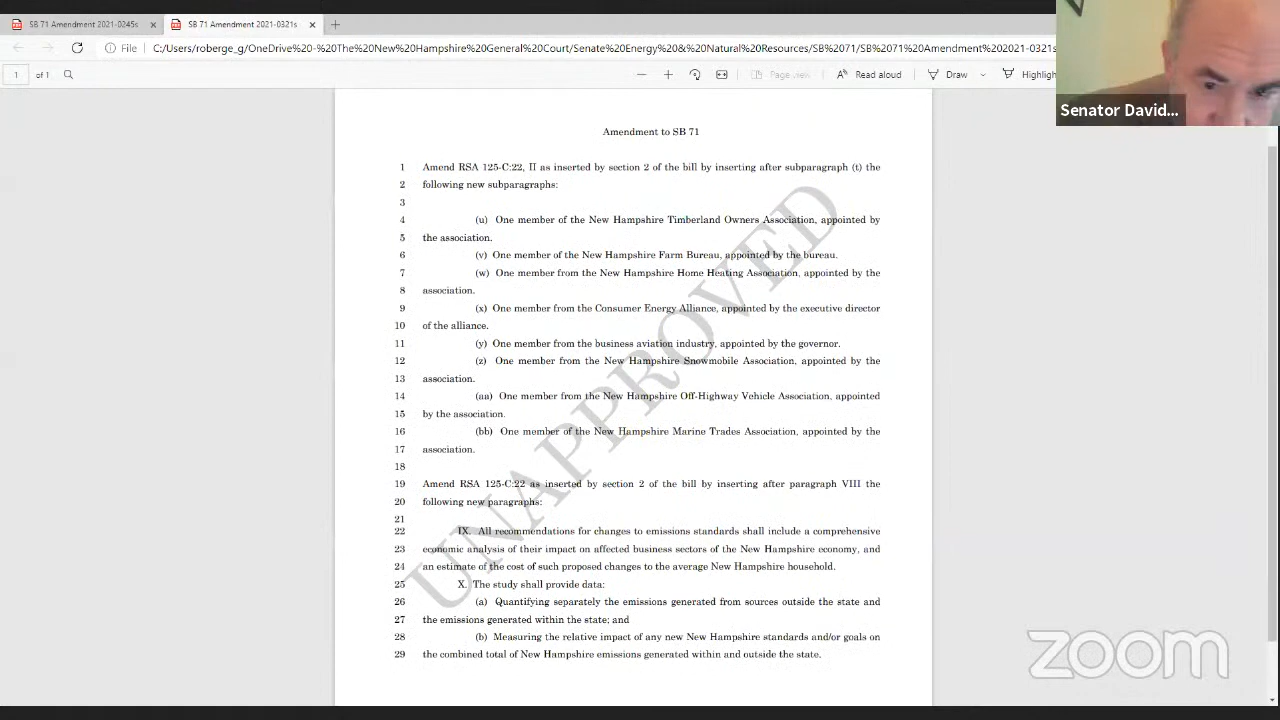 SB 71 Amendment 2021-0245s
SB 71 Amendment 2021-0321s
File
C:/Users/roberge_g/OneDrive%20-%20The%20New%20Hampshire%20General%20Court/Senate%20Energy%20&%20Natural%20Resources/SB%2071/SB%2071%20Amendment%202021-0321s
1 of 1
Page view
Read aloud
Draw
Highligh
Senator David...
Amendment to SB 71
1 Amend RSA 125-C:22, II as inserted by section 2 of the bill by inserting after subparagraph (t) the
2 following new subparagraphs:
3
4 (u) One member of the New Hampshire Timberland Owners Association, appointed by
5 the association.
6 (v) One member of the New Hampshire Farm Bureau, appointed by the bureau.
7 (w) One member from the New Hampshire Home Heating Association, appointed by the
8 association.
9 (x) One member from the Consumer Energy Alliance, appointed by the executive director
10 of the alliance.
11 (y) One member from the business aviation industry, appointed by the governor.
12 (z) One member from the New Hampshire Snowmobile Association, appointed by the
13 association.
14 (aa) One member from the New Hampshire Off-Highway Vehicle Association, appointed
15 by the association.
16 (bb) One member of the New Hampshire Marine Trades Association, appointed by the
17 association.
18
19 Amend RSA 125-C:22 as inserted by section 2 of the bill by inserting after paragraph VIII the
20 following new paragraphs:
21
22 IX. All recommendations for changes to emissions standards shall include a comprehensive
23 economic analysis of their impact on affected business sectors of the New Hampshire economy, and
24 an estimate of the cost of such proposed changes to the average New Hampshire household.
25 X. The study shall provide data:
26 (a) Quantifying separately the emissions generated from sources outside the state and
27 the emissions generated within the state; and
28 (b) Measuring the relative impact of any new New Hampshire standards and/or goals on
29 the combined total of New Hampshire emissions generated within and outside the state.
UNAPPROVED
zoom